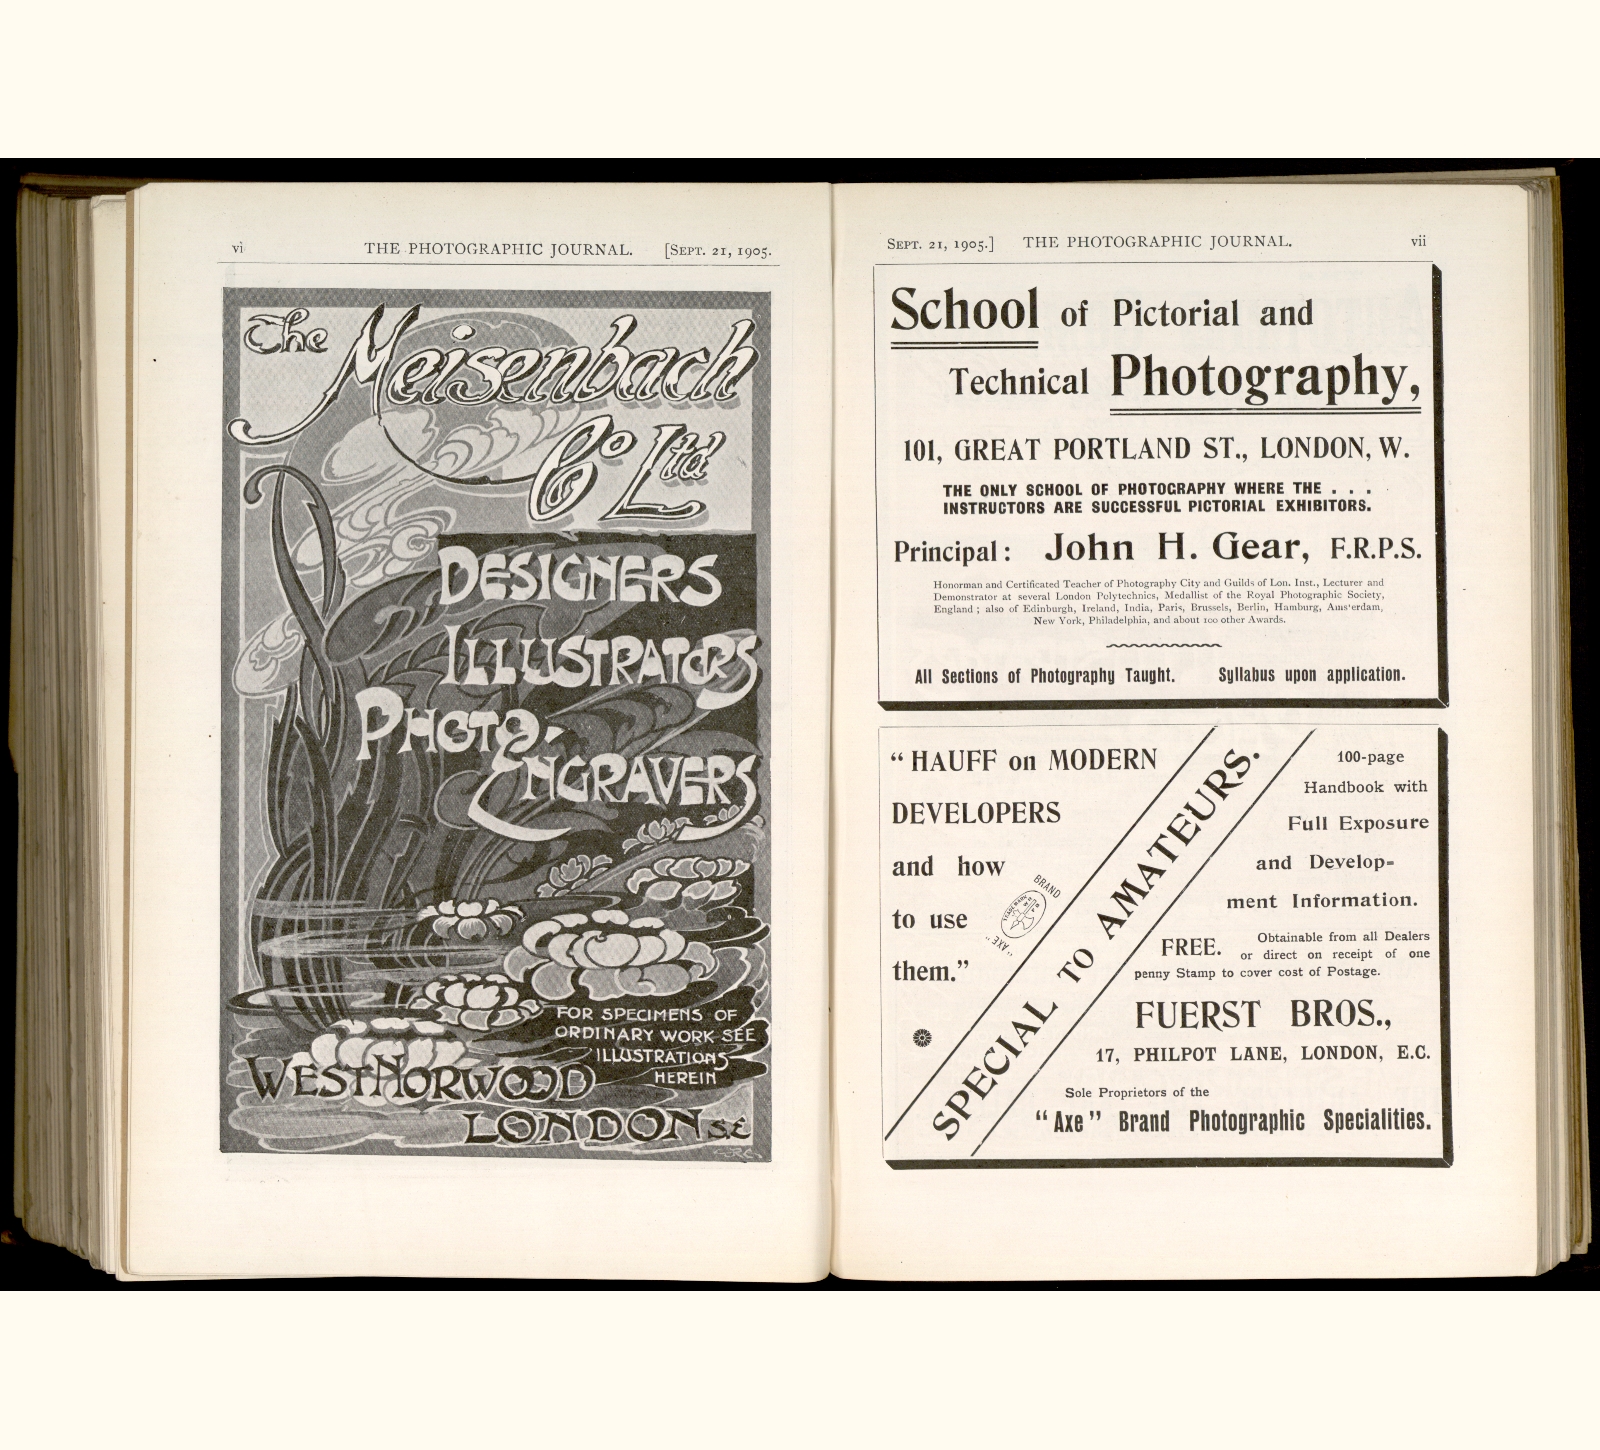 vi THE PHOTOGRAPHIC JOURNAL. [SEPT. 21, 1905.
The Meisenbach
Co Ltd
DESIGNERS
ILLUSTRATORS
PHOTO-
ENGRAVERS
FOR SPECIMENS OF
ORDINARY WORK SEE
ILLUSTRATIONS
HEREIN
WEST NORWOOD
LONDON S.E.
SEPT. 21, 1905.] THE PHOTOGRAPHIC JOURNAL. vii
School of Pictorial and
Technical Photography,
101, GREAT PORTLAND ST., LONDON, W.
THE ONLY SCHOOL OF PHOTOGRAPHY WHERE THE . . .
INSTRUCTORS ARE SUCCESSFUL PICTORIAL EXHIBITORS.
Principal: John H. Gear, F.R.P.S.
Honorman and Certificated Teacher of Photography City and Guilds of Lon. Inst., Lecturer and
Demonstrator at several London Polytechnics, Medallist of the Royal Photographic Society,
England; also of Edinburgh, Ireland, India, Paris, Brussels, Berlin, Hamburg, Amsterdam,
New York, Philadelphia, and about 100 other Awards.
All Sections of Photography Taught. Syllabus upon application.
"HAUFF on MODERN
DEVELOPERS
and how
to use
them."
BRAND
"AXE"
SPECIAL TO AMATEURS.
100-page
Handbook with
Full Exposure
and Develop-
ment Information.
FREE. Obtainable from all Dealers
or direct on receipt of one
penny Stamp to cover cost of Postage.
FUERST BROS.,
17, PHILPOT LANE, LONDON, E.C.
Sole Proprietors of the
"Axe" Brand Photographic Specialities.